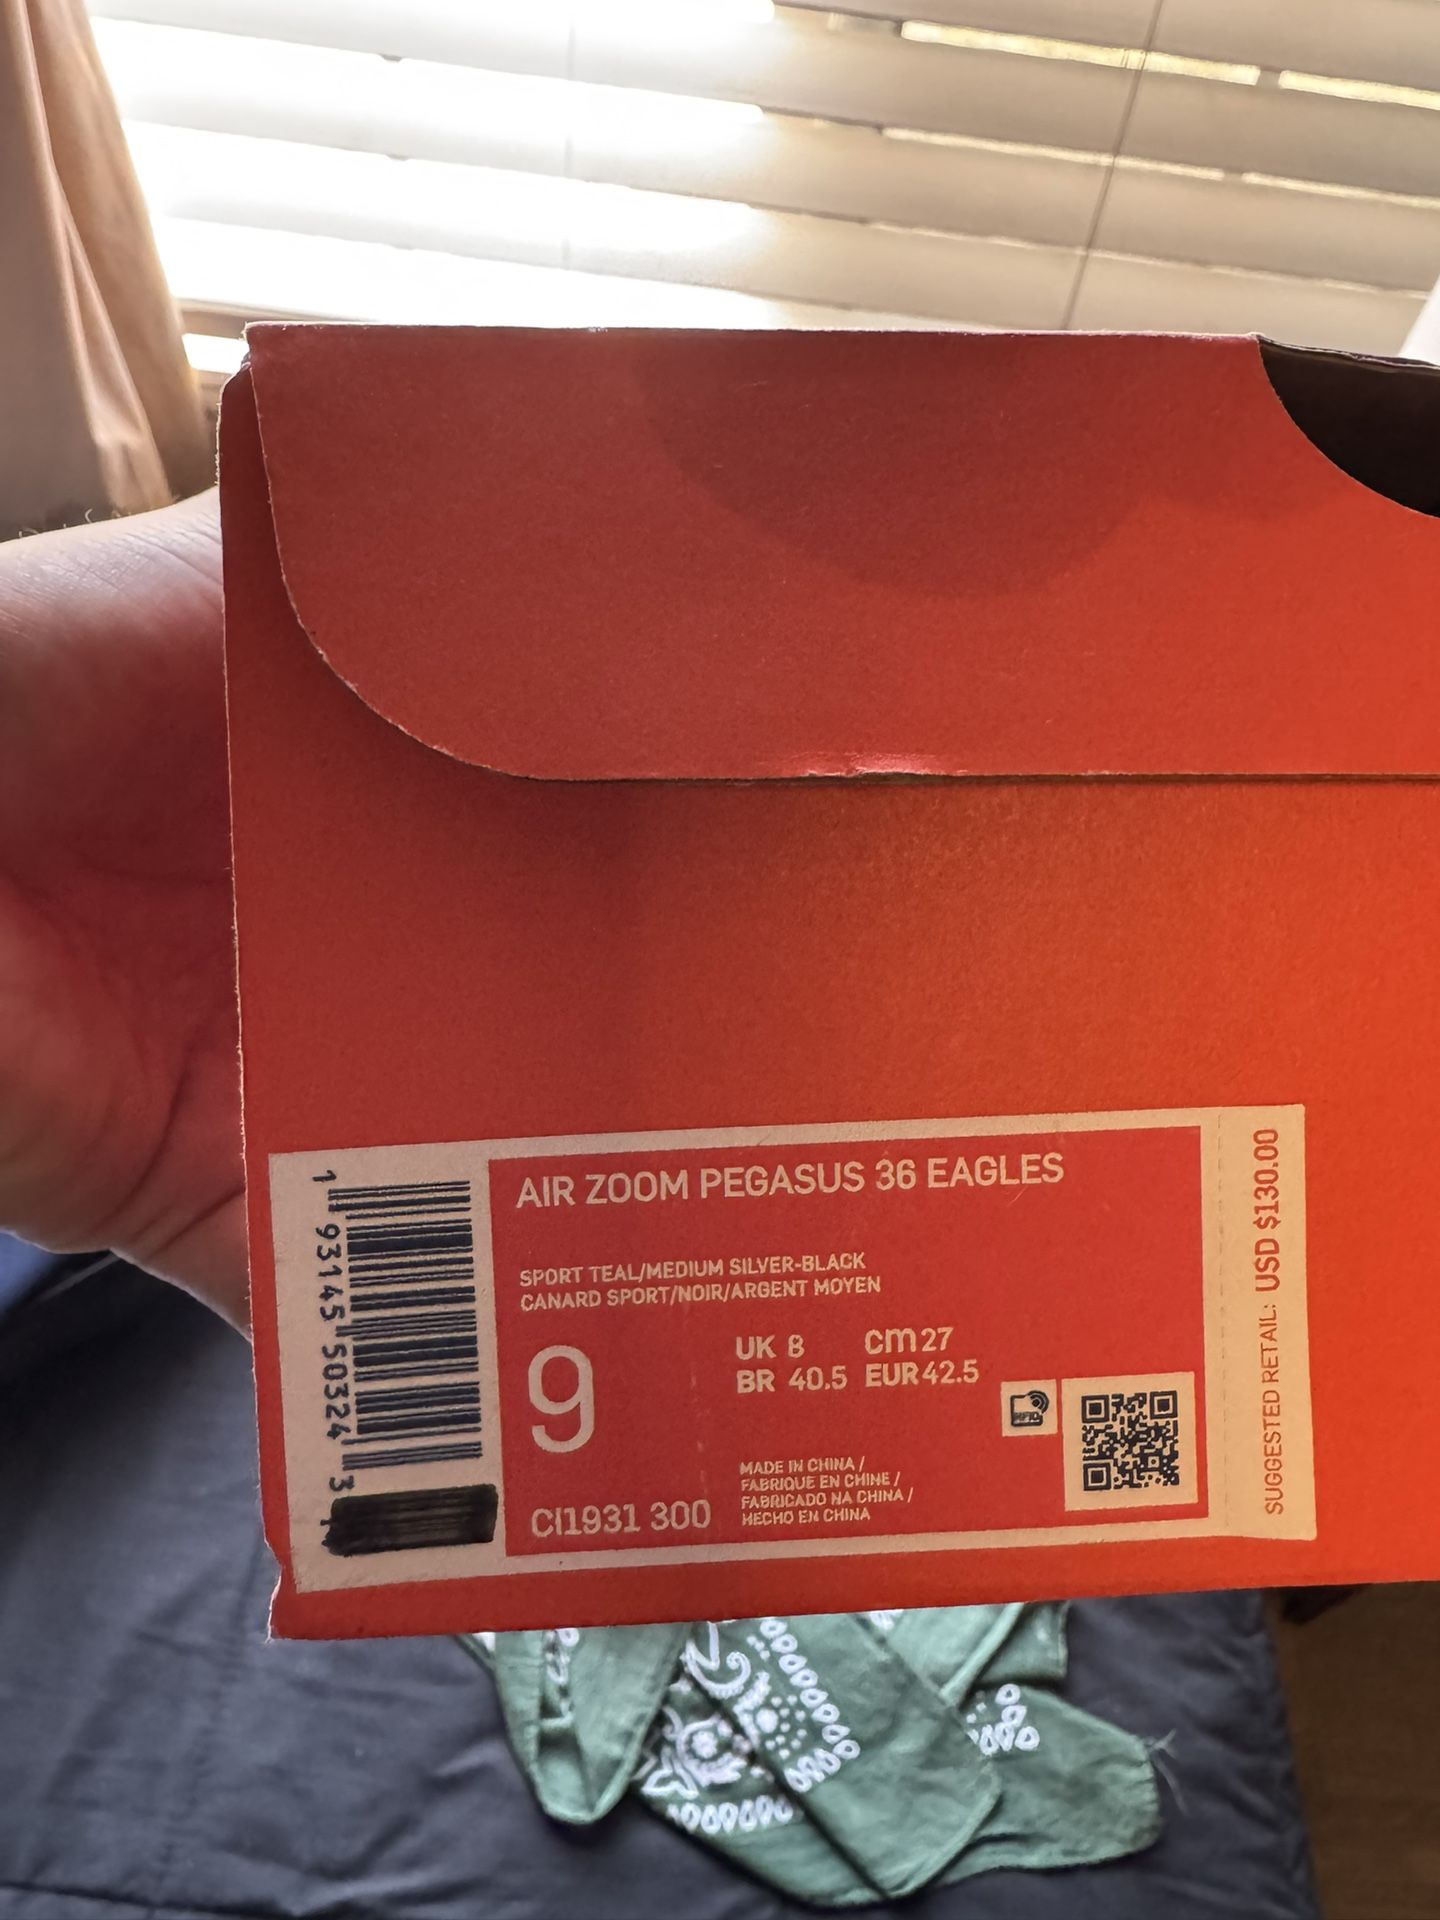 AIR ZOOM PEGASUS 36 EAGLES
SPORT TEAL/MEDIUM SILVER-BLACK
CANARD SPORT/NOIR/ARGENT MOYEN
9
UK 8 cm 27
BR 40.5 EUR 42.5
RFID
MADE IN CHINA /
FABRIQUE EN CHINE /
FABRICADO NA CHINA /
HECHO EN CHINA
CI1931 300
1 93145 50324 3
SUGGESTED RETAIL: USD $130.00